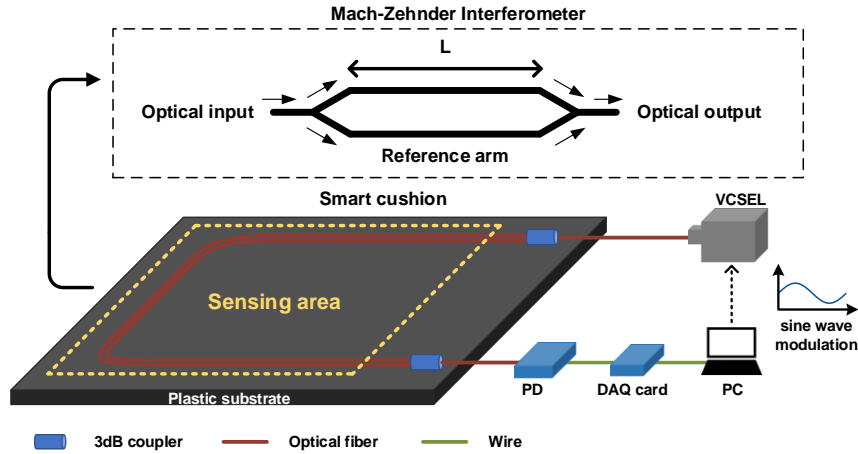 Mach-Zehnder Interferometer
L
Optical input
Optical output
Reference arm
Smart cushion
VCSEL
Sensing area
sine wave
modulation
PD
DAQ card
PC
Plastic substrate
3dB coupler
Optical fiber
Wire